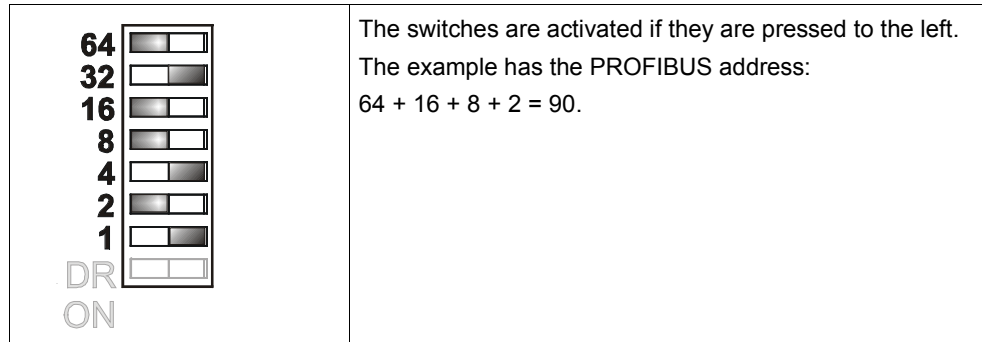 64
32
16
8
4
2
1
DR
ON
The switches are activated if they are pressed to the left.
The example has the PROFIBUS address:
64 + 16 + 8 + 2 = 90.